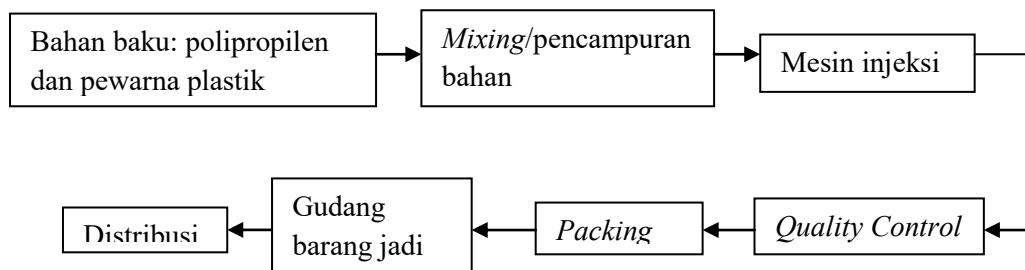 Bahan baku: polipropilen
dan pewarna plastik
Mixing/pencampuran
bahan
Mesin injeksi
Distribusi
Gudang
barang jadi
Packing
Quality Control